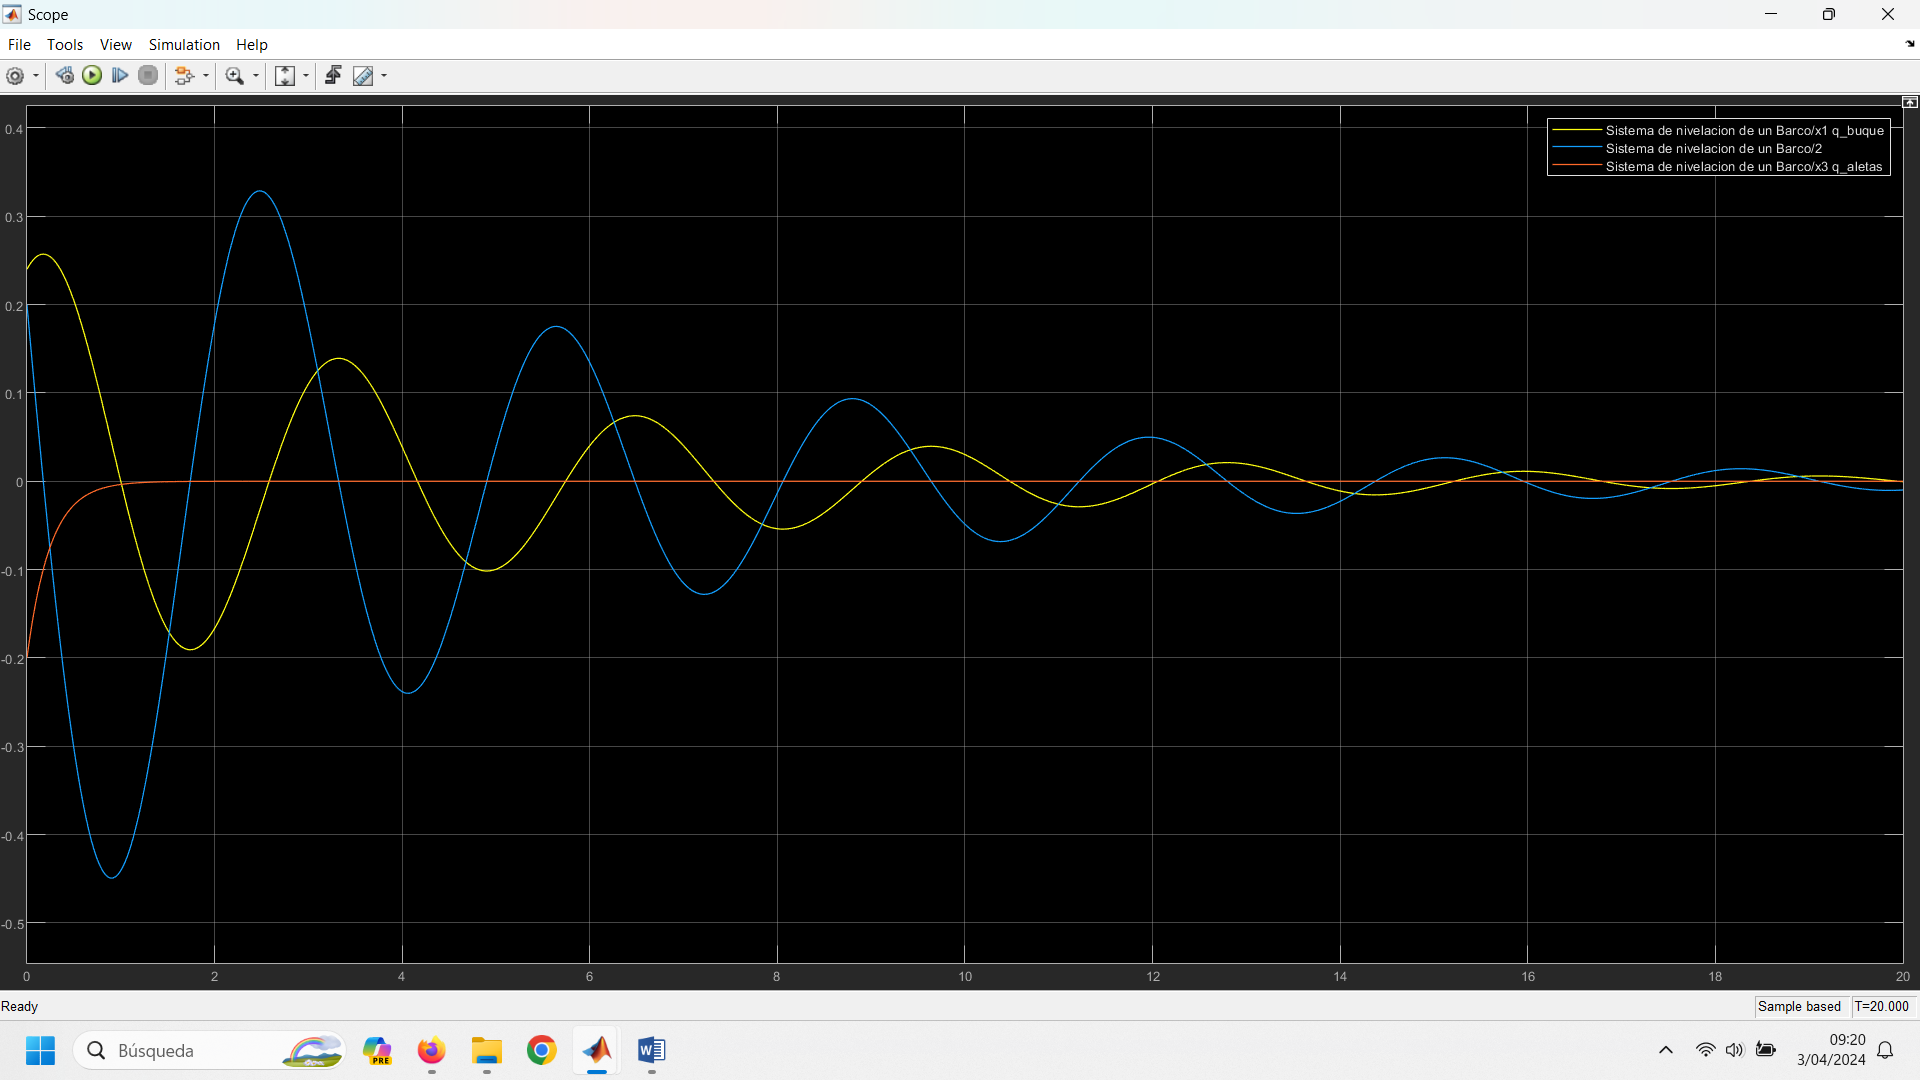 Scope
File Tools View Simulation Help
Sistema de nivelacion de un Barco/x1 q_buque
Sistema de nivelacion de un Barco/2
Sistema de nivelacion de un Barco/x3 q_aletas
0.4
0.3
0.2
0.1
0
-0.1
-0.2
-0.3
-0.4
-0.5
0 2 4 6 8 10 12 14 16 18 20
Ready
Sample based T=20.000
Búsqueda
PRE
W
09:20
3/04/2024